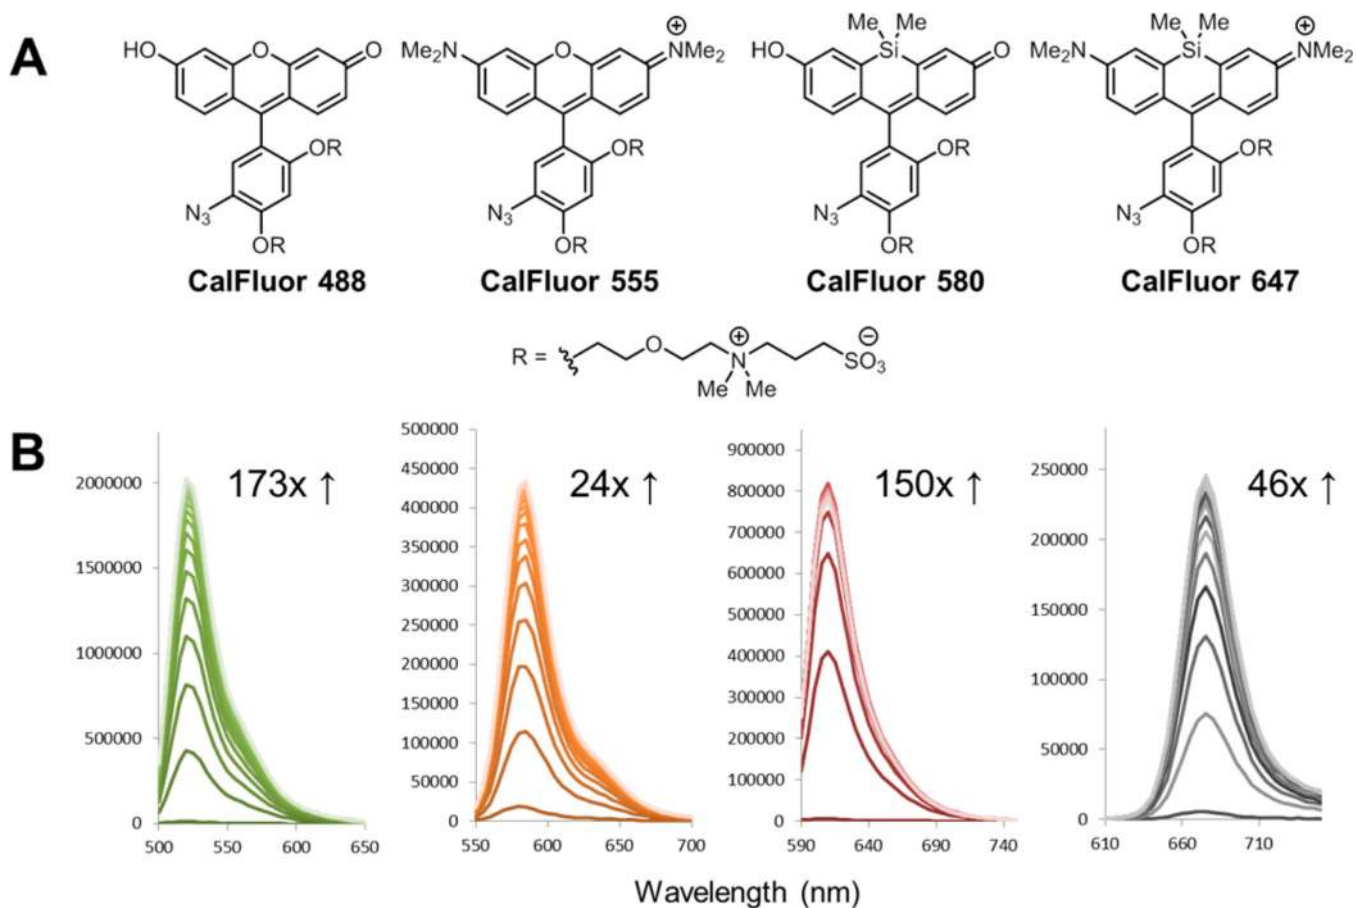 A
HO O O
Me2N O ⊕ NMe2
HO Me Me Si O
Me2N Me Me Si ⊕ NMe2
OR
N3
OR
OR
N3
OR
OR
N3
OR
OR
N3
OR
CalFluor 488
CalFluor 555
CalFluor 580
CalFluor 647
R = O ⊕ N Me Me ⊖ SO3
B
2000000
1500000
1000000
500000
0
500 550 600 650
173x ↑
500000
450000
400000
350000
300000
250000
200000
150000
100000
50000
0
550 600 650 700
24x ↑
900000
800000
700000
600000
500000
400000
300000
200000
100000
0
590 640 690 740
150x ↑
250000
200000
150000
100000
50000
0
610 660 710
46x ↑
Wavelength (nm)